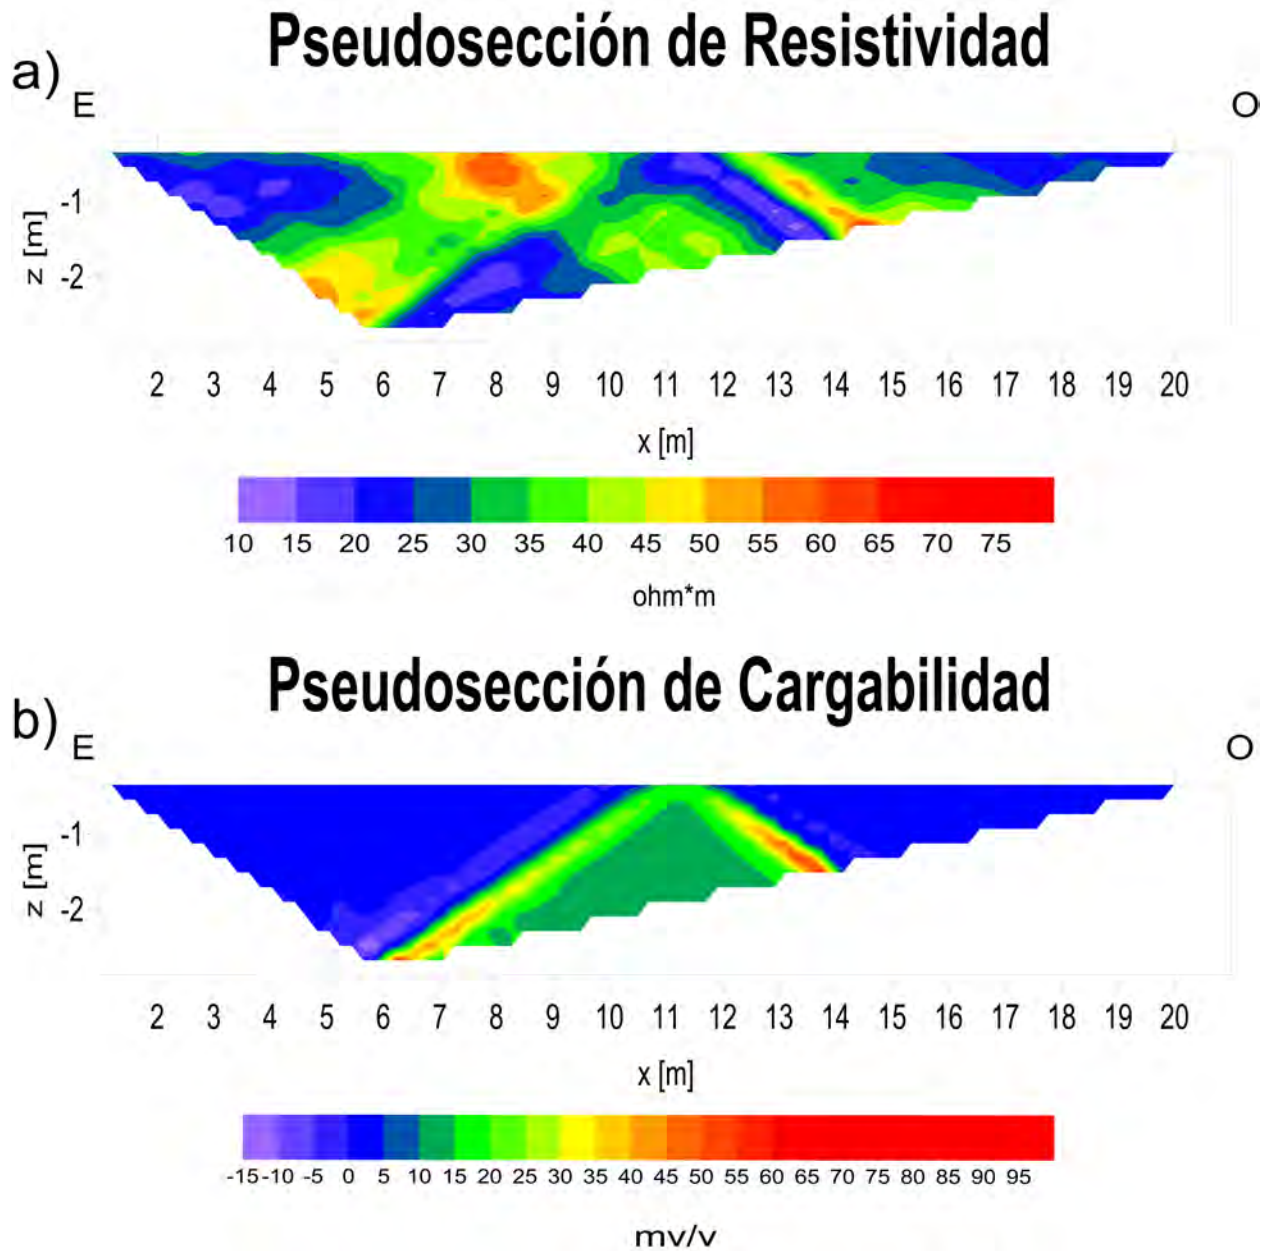 Pseudosección de Resistividad
a)
E
O
-1
-2
z [m]
2 3 4 5 6 7 8 9 10 11 12 13 14 15 16 17 18 19 20
x [m]
10 15 20 25 30 35 40 45 50 55 60 65 70 75
ohm*m
Pseudosección de Cargabilidad
b)
E
O
-1
-2
z [m]
2 3 4 5 6 7 8 9 10 11 12 13 14 15 16 17 18 19 20
x [m]
-15 -10 -5 0 5 10 15 20 25 30 35 40 45 50 55 60 65 70 75 80 85 90 95
mv/v